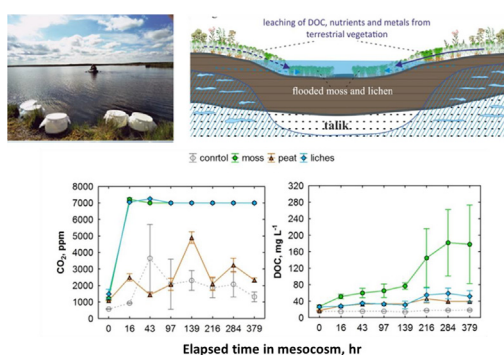 leaching of DOC, nutrients and metals from
terrestrial vegetation
flooded moss and lichen
talik
conrtol moss peat liches
8000
7000
6000
5000
4000
3000
2000
1000
0
CO₂, ppm
0 16 43 97 139 216 284 379
320
280
240
200
160
120
80
40
0
DOC, mg L⁻¹
0 16 43 97 139 216 284 379
Elapsed time in mesocosm, hr